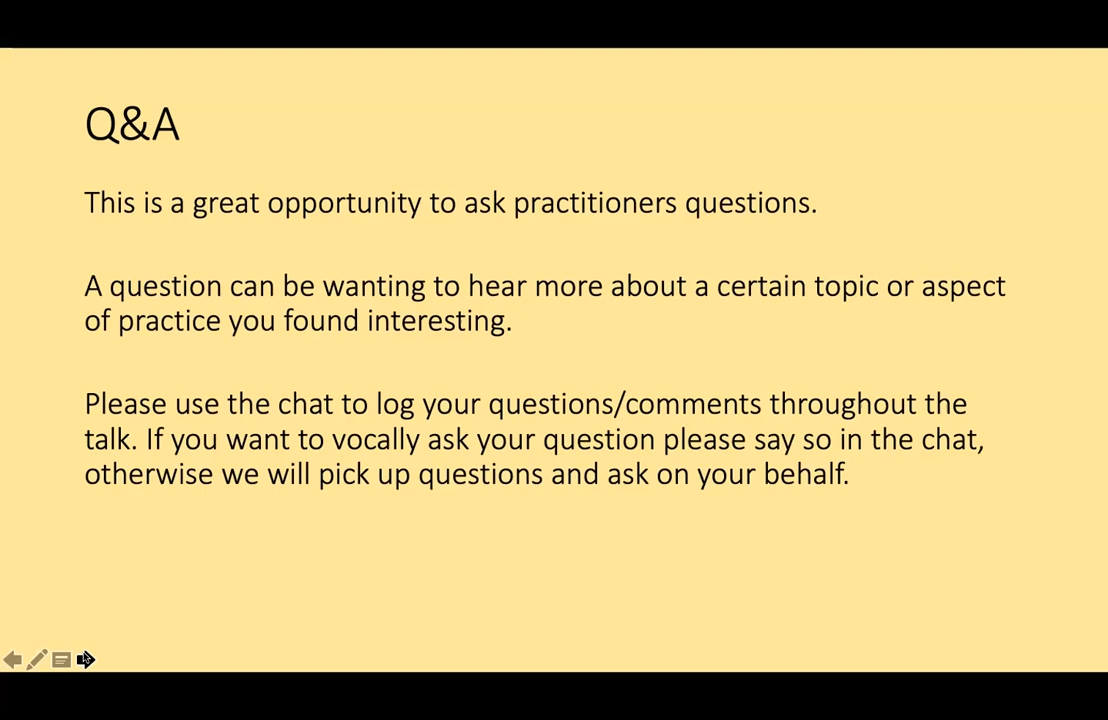 Q&A
This is a great opportunity to ask practitioners questions.
A question can be wanting to hear more about a certain topic or aspect
of practice you found interesting.
Please use the chat to log your questions/comments throughout the
talk. If you want to vocally ask your question please say so in the chat,
otherwise we will pick up questions and ask on your behalf.